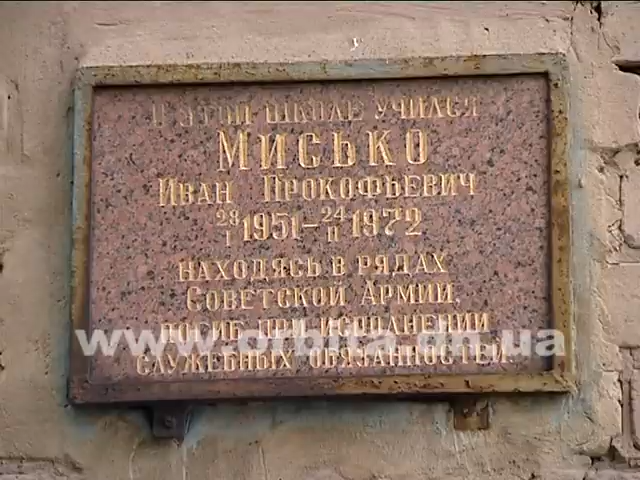 В ЭТОЙ ШКОЛЕ УЧИЛСЯ
МИСЬКО
ИВАН ПРОКОФЬЕВИЧ
28/I 1951–24/II 1972
НАХОДЯСЬ В РЯДАХ
СОВЕТСКОЙ АРМИИ,
ПОГИБ ПРИ ИСПОЛНЕНИИ
www.orbita.dn.ua
СЛУЖЕБНЫХ ОБЯЗАННОСТЕЙ.